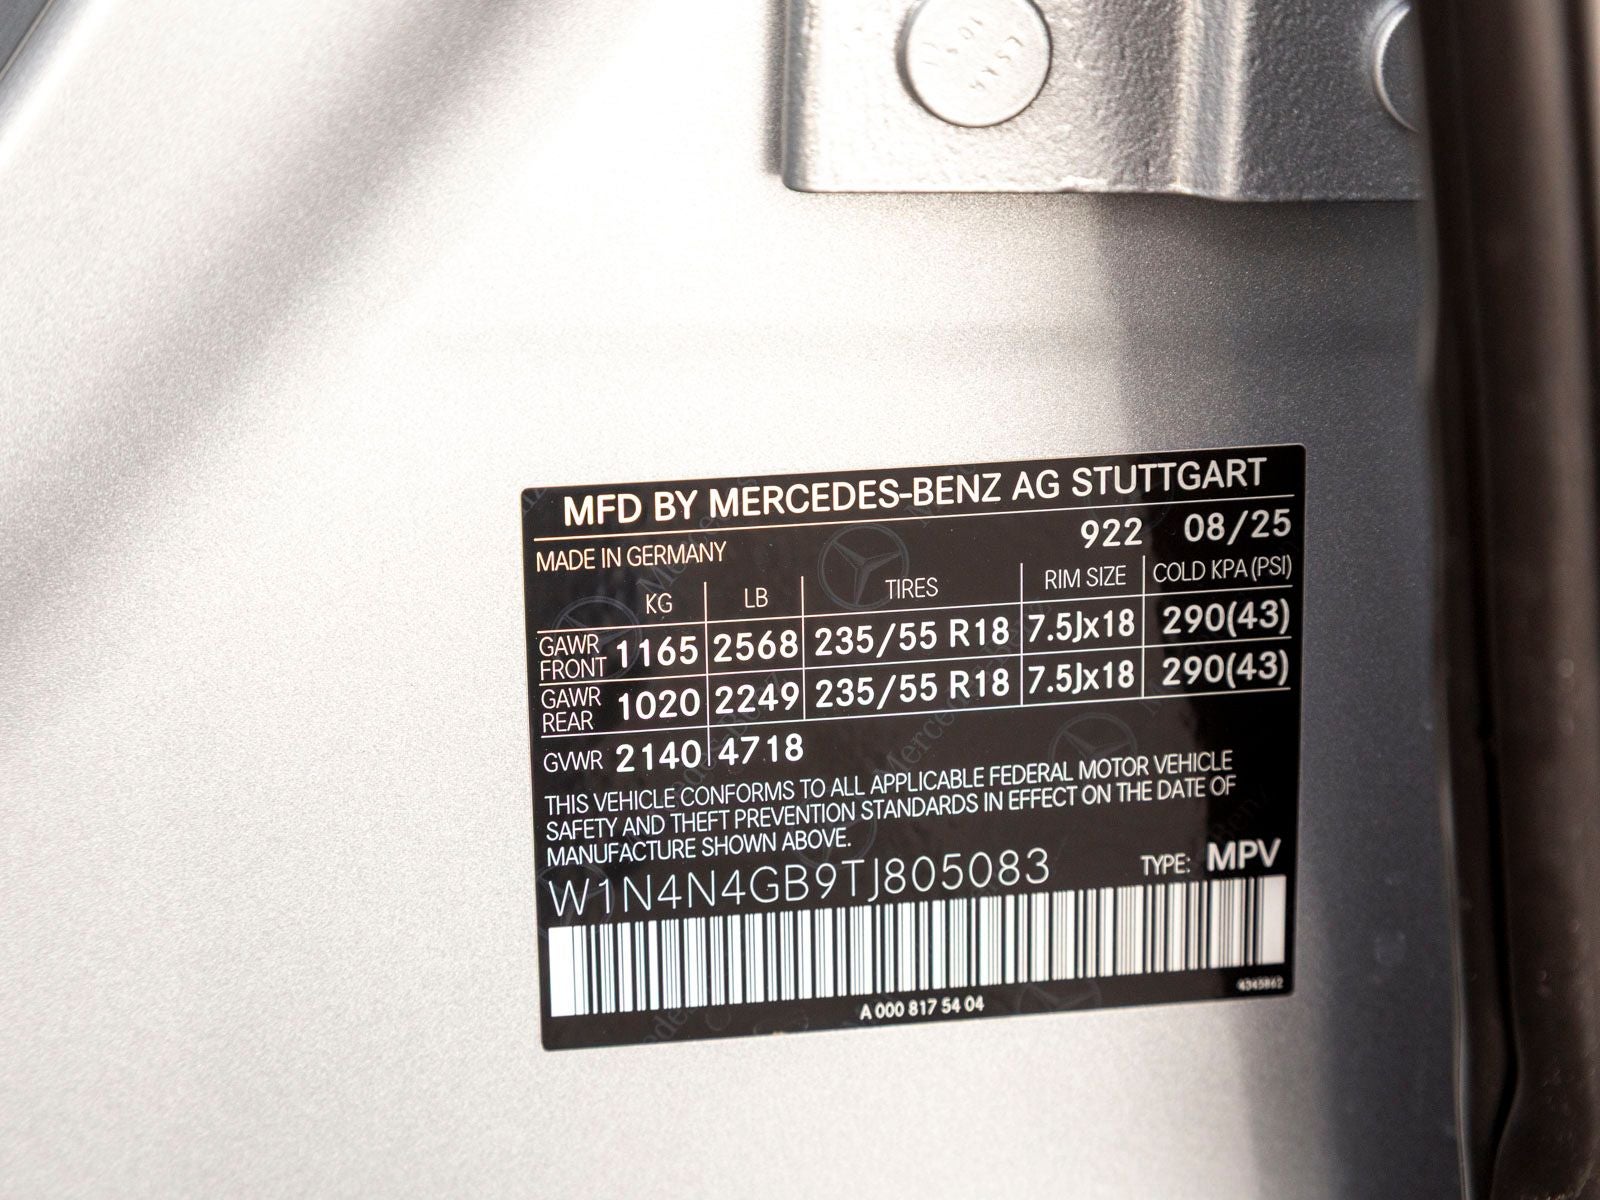 MFD BY MERCEDES-BENZ AG STUTTGART
MADE IN GERMANY 922 08/25
KG LB TIRES RIM SIZE COLD KPA (PSI)
GAWR FRONT 1165 2568 235/55 R18 7.5Jx18 290(43)
GAWR REAR 1020 2249 235/55 R18 7.5Jx18 290(43)
GVWR 2140 4718
THIS VEHICLE CONFORMS TO ALL APPLICABLE FEDERAL MOTOR VEHICLE
SAFETY AND THEFT PREVENTION STANDARDS IN EFFECT ON THE DATE OF
MANUFACTURE SHOWN ABOVE.
W1N4N4GB9TJ805083 TYPE: MPV
4345862
A 000 817 54 04